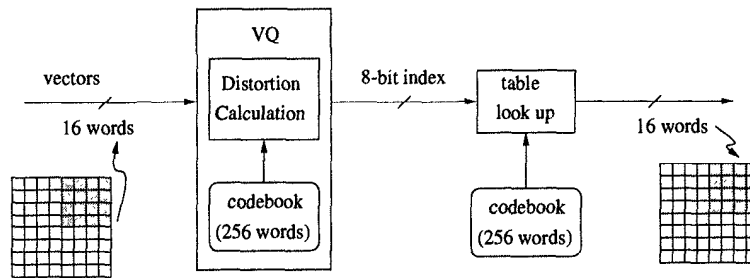 VQ
vectors
16 words
Distortion
Calculation
codebook
(256 words)
8-bit index
table
look up
codebook
(256 words)
16 words